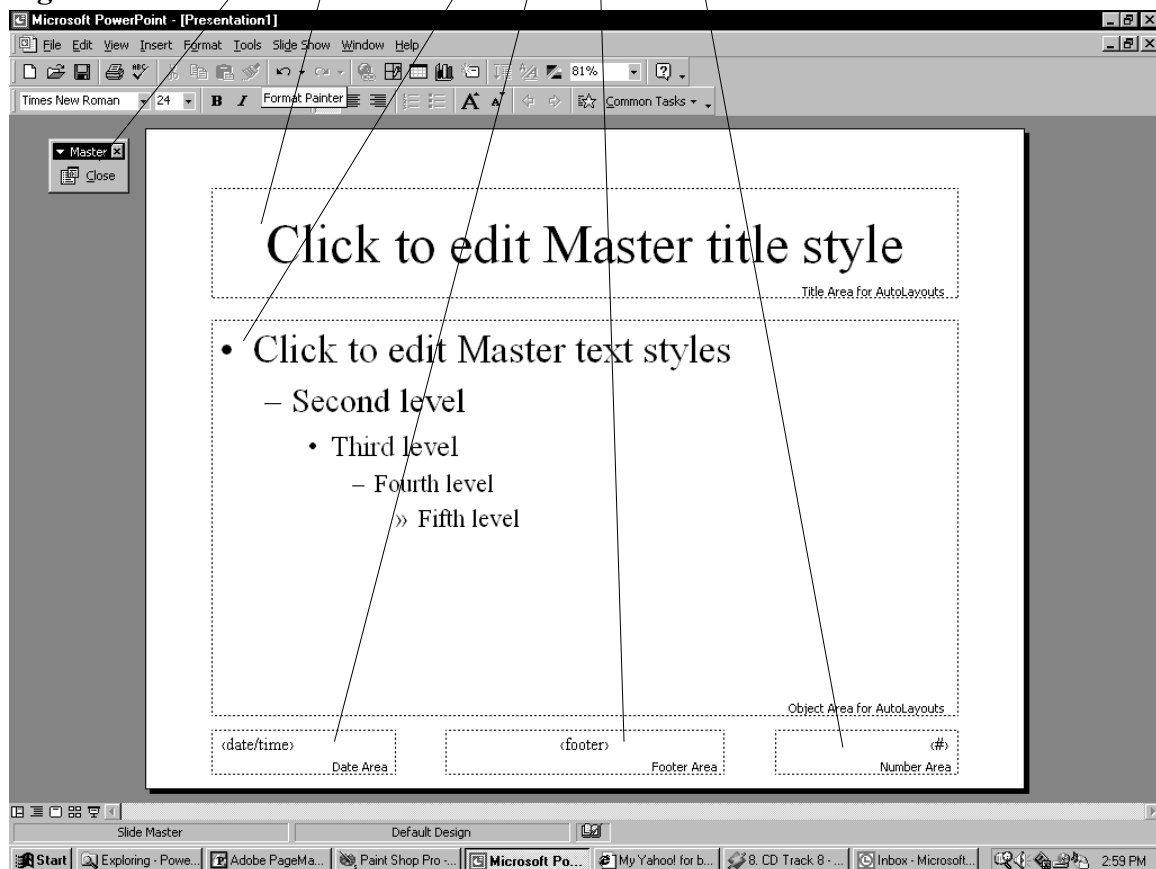 Microsoft PowerPoint - [Presentation1]
File Edit View Insert Format Tools Slide Show Window Help
81%
Times New Roman 24 B I Format Painter Common Tasks
Master
Close
Click to edit Master title style
Title Area for AutoLayouts
• Click to edit Master text styles
– Second level
• Third level
– Fourth level
» Fifth level
Object Area for AutoLayouts
‹date/time› ‹footer› ‹#›
Date Area Footer Area Number Area
Slide Master Default Design
Start Exploring - Powe... Adobe PageMa... Paint Shop Pro -... Microsoft Po... My Yahoo! for b... 8. CD Track 8 - ... Inbox - Microsoft... 2:59 PM